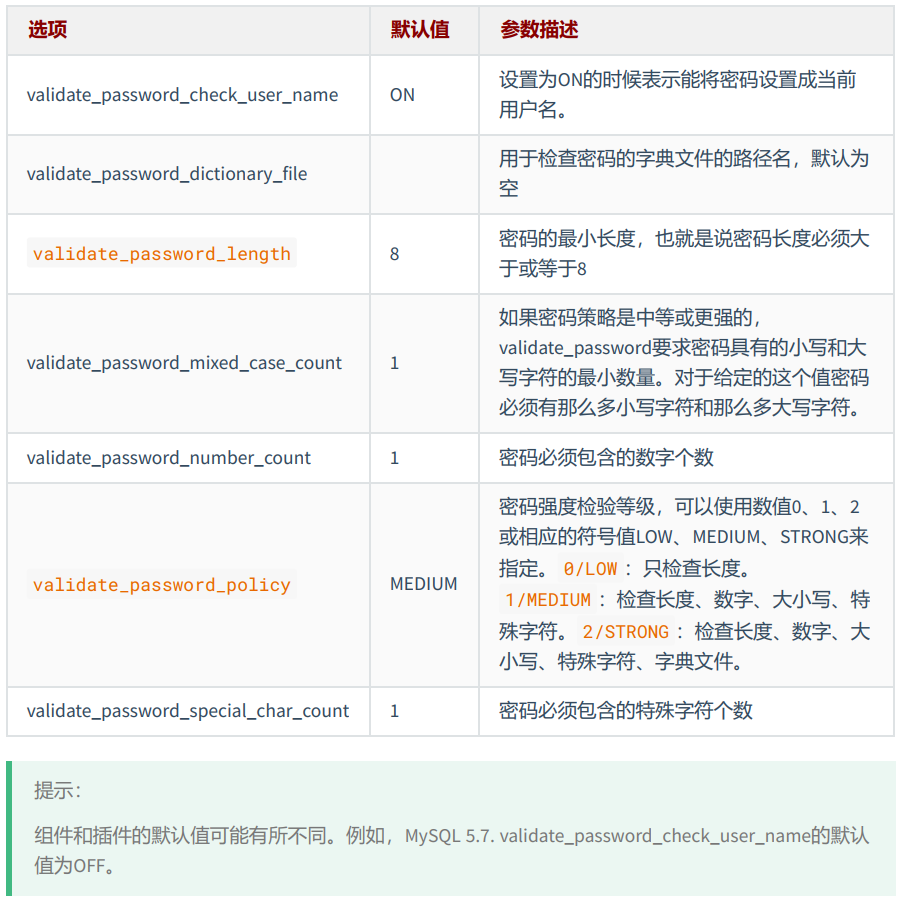 选项 默认值 参数描述
validate_password_check_user_name ON 设置为ON的时候表示能将密码设置成当前
用户名。
validate_password_dictionary_file 用于检查密码的字典文件的路径名，默认为
空
validate_password_length 8 密码的最小长度，也就是说密码长度必须大
于或等于8
validate_password_mixed_case_count 1 如果密码策略是中等或更强的，
validate_password要求密码具有的小写和大
写字符的最小数量。对于给定的这个值密码
必须有那么多小写字符和那么多大写字符。
validate_password_number_count 1 密码必须包含的数字个数
validate_password_policy MEDIUM 密码强度检验等级，可以使用数值0、1、2
或相应的符号值LOW、MEDIUM、STRONG来
指定。 0/LOW ：只检查长度。
1/MEDIUM ：检查长度、数字、大小写、特
殊字符。 2/STRONG ：检查长度、数字、大
小写、特殊字符、字典文件。
validate_password_special_char_count 1 密码必须包含的特殊字符个数
提示：
组件和插件的默认值可能有所不同。例如，MySQL 5.7. validate_password_check_user_name的默认
值为OFF。